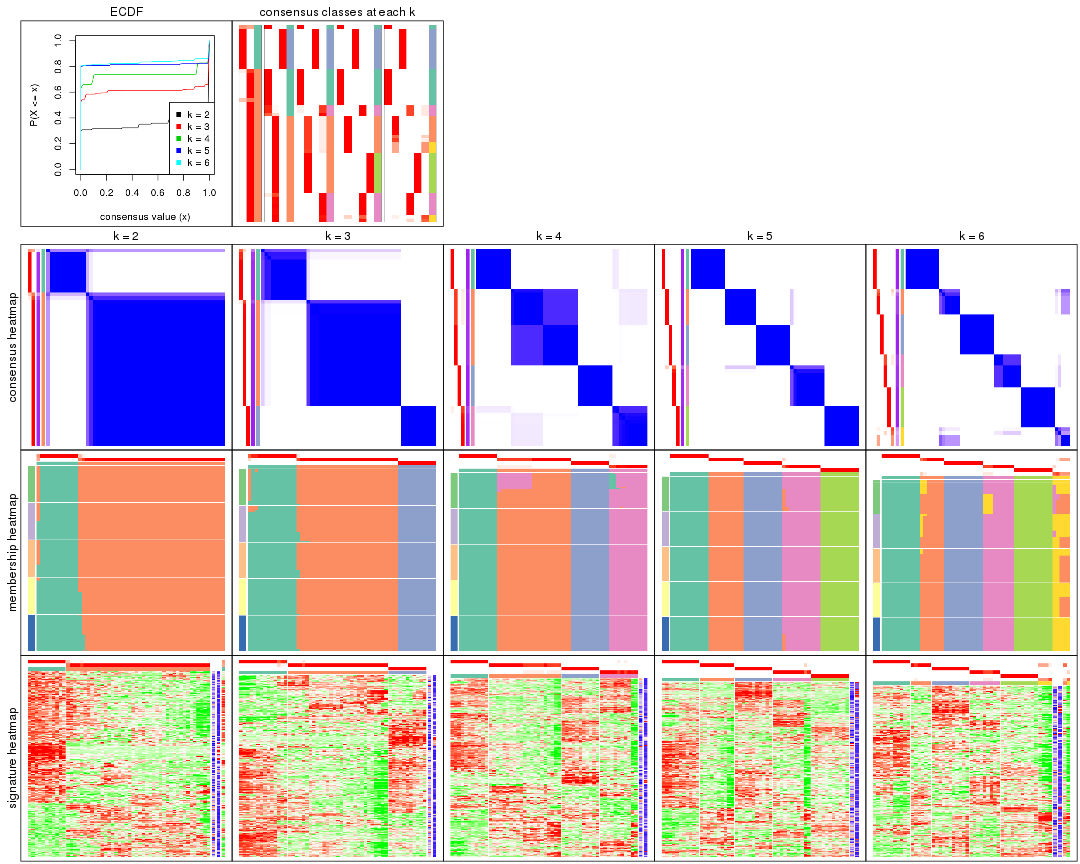 ECDF
consensus classes at each k
P(X <= x)
0.0 0.2 0.4 0.6 0.8 1.0
k = 2
k = 3
k = 4
k = 5
k = 6
0.0 0.2 0.4 0.6 0.8 1.0
consensus value (x)
k = 2
k = 3
k = 4
k = 5
k = 6
consensus heatmap
membership heatmap
signature heatmap